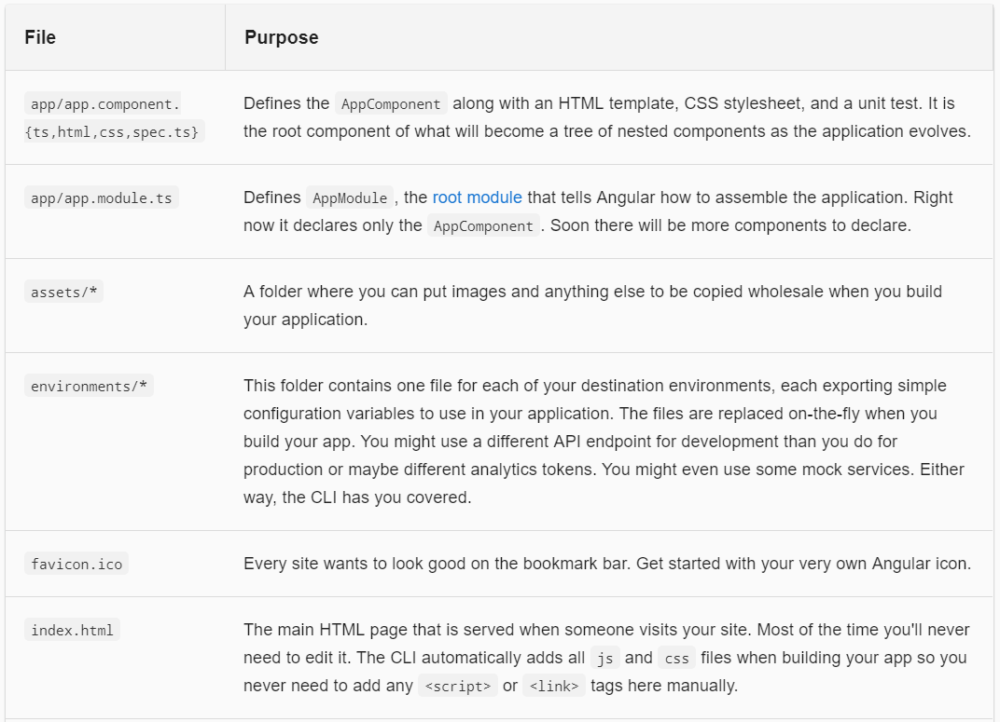 File
Purpose
app/app.component.
{ts,html,css,spec.ts}
Defines the AppComponent along with an HTML template, CSS stylesheet, and a unit test. It is
the root component of what will become a tree of nested components as the application evolves.
app/app.module.ts
Defines AppModule , the root module that tells Angular how to assemble the application. Right
now it declares only the AppComponent . Soon there will be more components to declare.
assets/*
A folder where you can put images and anything else to be copied wholesale when you build
your application.
environments/*
This folder contains one file for each of your destination environments, each exporting simple
configuration variables to use in your application. The files are replaced on-the-fly when you
build your app. You might use a different API endpoint for development than you do for
production or maybe different analytics tokens. You might even use some mock services. Either
way, the CLI has you covered.
favicon.ico
Every site wants to look good on the bookmark bar. Get started with your very own Angular icon.
index.html
The main HTML page that is served when someone visits your site. Most of the time you'll never
need to edit it. The CLI automatically adds all js and css files when building your app so you
never need to add any <script> or <link> tags here manually.